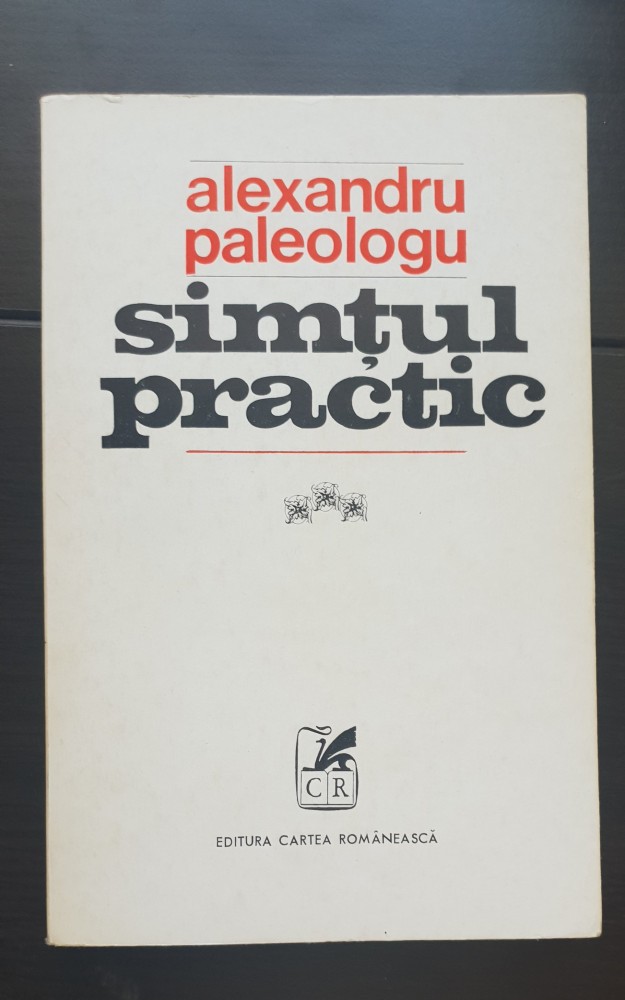 alexandru
paleologu
simțul
practic
CR
EDITURA CARTEA ROMÂNEASCĂ